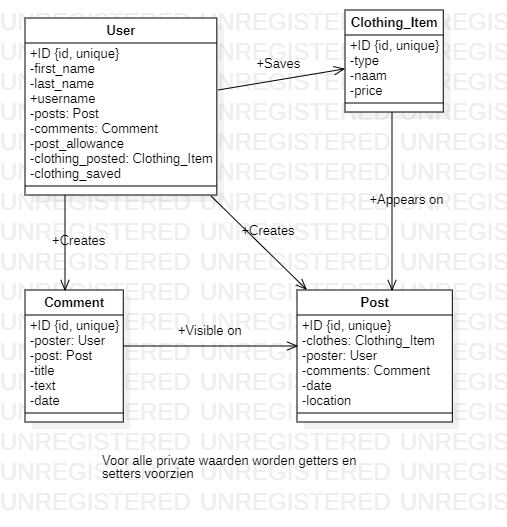 User
+ID {id, unique}
-first_name
-last_name
+username
-posts: Post
-comments: Comment
-post_allowance
-clothing_posted: Clothing_Item
-clothing_saved
+Saves
Clothing_Item
+ID {id, unique}
-type
-naam
-price
+Creates
+Creates
+Appears on
Comment
+ID {id, unique}
-poster: User
-post: Post
-title
-text
-date
+Visible on
Post
+ID {id, unique}
-clothes: Clothing_Item
-poster: User
-comments: Comment
-date
-location
Voor alle private waarden worden getters en
setters voorzien
UNREGISTERED